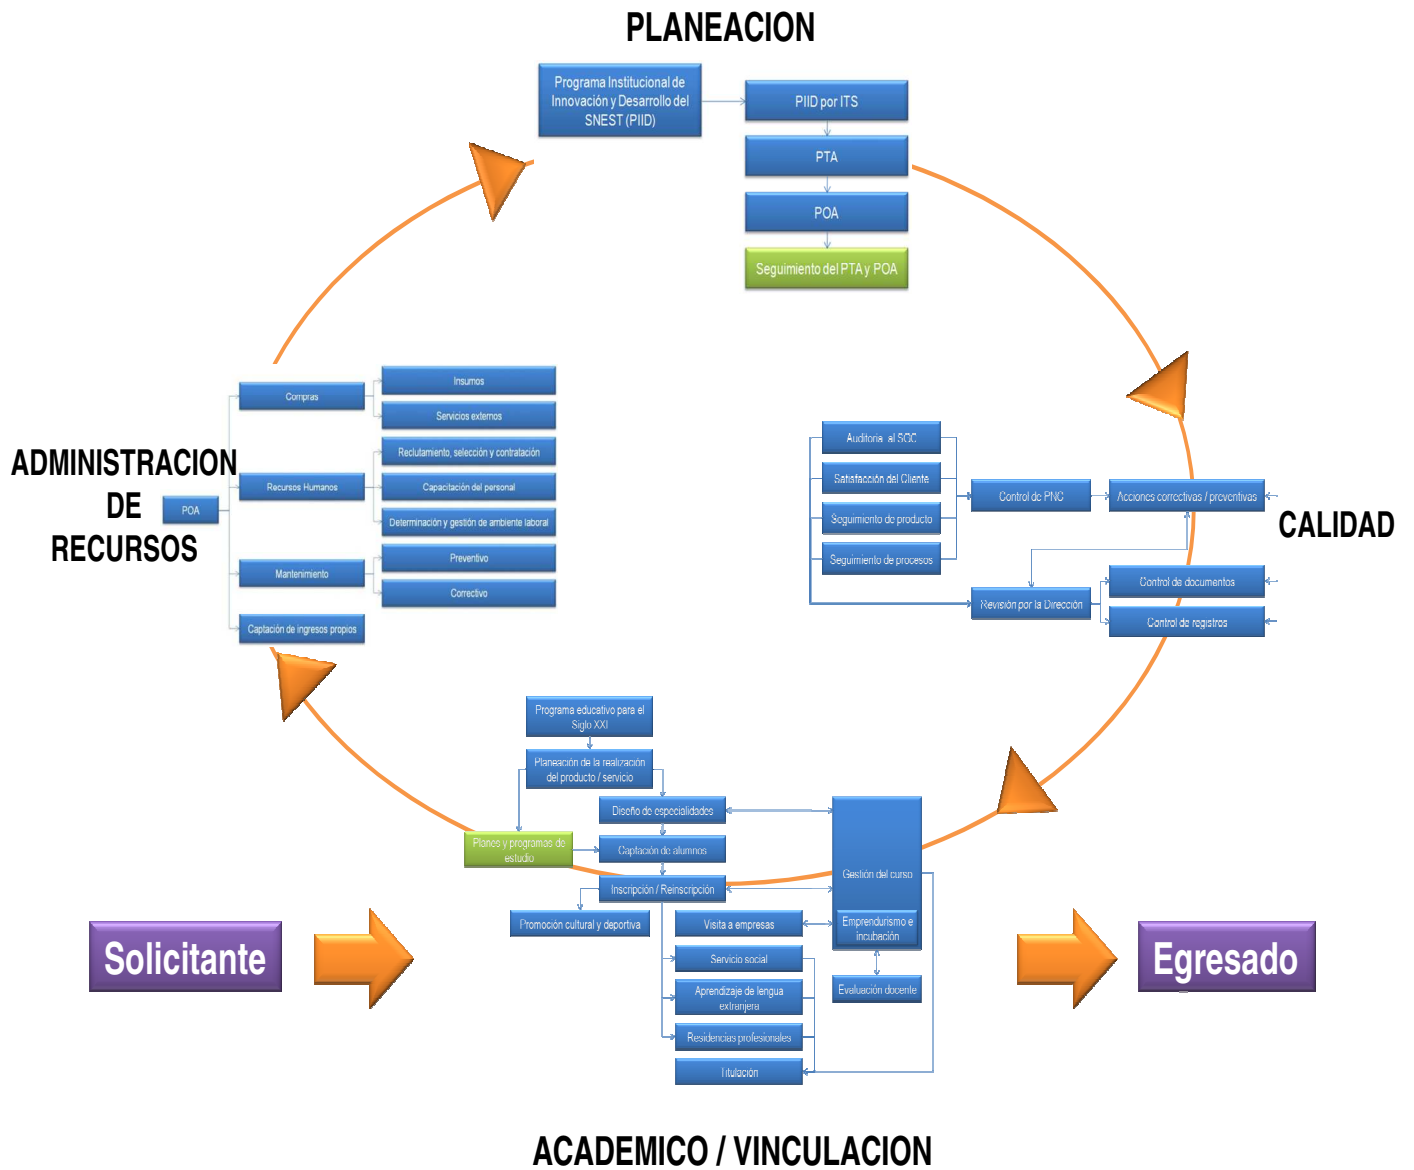 PLANEACION
Programa Institucional de
Innovación y Desarrollo del
SNEST (PIID)
PIID por ITS
PTA
POA
Seguimiento del PTA y POA
ADMINISTRACION
DE
RECURSOS
POA
Compras
Insumos
Servicios externos
Recursos Humanos
Reclutamiento, selección y contratación
Capacitación del personal
Determinación y gestión de ambiente laboral
Mantenimiento
Preventivo
Correctivo
Captación de ingresos propios
Auditoria al SGC
Satisfacción del Cliente
Seguimiento de producto
Seguimiento de procesos
Control de PNC
Acciones correctivas / preventivas
Revisión por la Dirección
Control de documentos
Control de registros
CALIDAD
Programa educativo para el
Siglo XXI
Planeación de la realización
del producto / servicio
Diseño de especialidades
Planes y programas de
estudio
Captación de alumnos
Gestión del curso
Inscripción / Reinscripción
Promoción cultural y deportiva
Visita a empresas
Emprendurismo e
incubación
Servicio social
Evaluación docente
Aprendizaje de lengua
extranjera
Residencias profesionales
Titulación
Solicitante
Egresado
ACADEMICO / VINCULACION